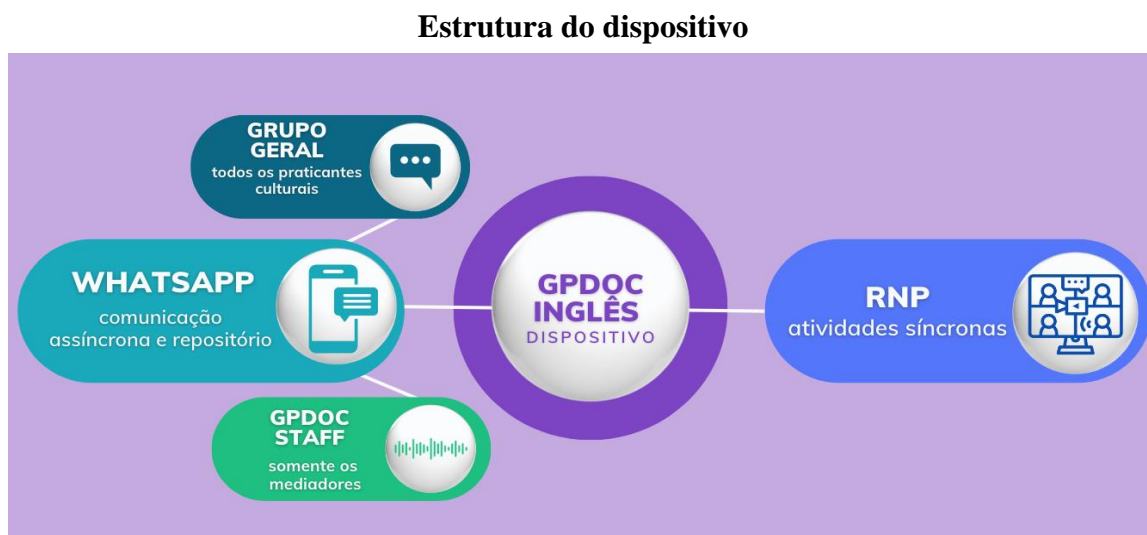 Estrutura do dispositivo
GRUPO
GERAL
todos os praticantes
culturais
WHATSAPP
comunicação
assíncrona e repositório
GPDOC
STAFF
somente os
mediadores
GPDOC
INGLÊS
DISPOSITIVO
RNP
atividades síncronas